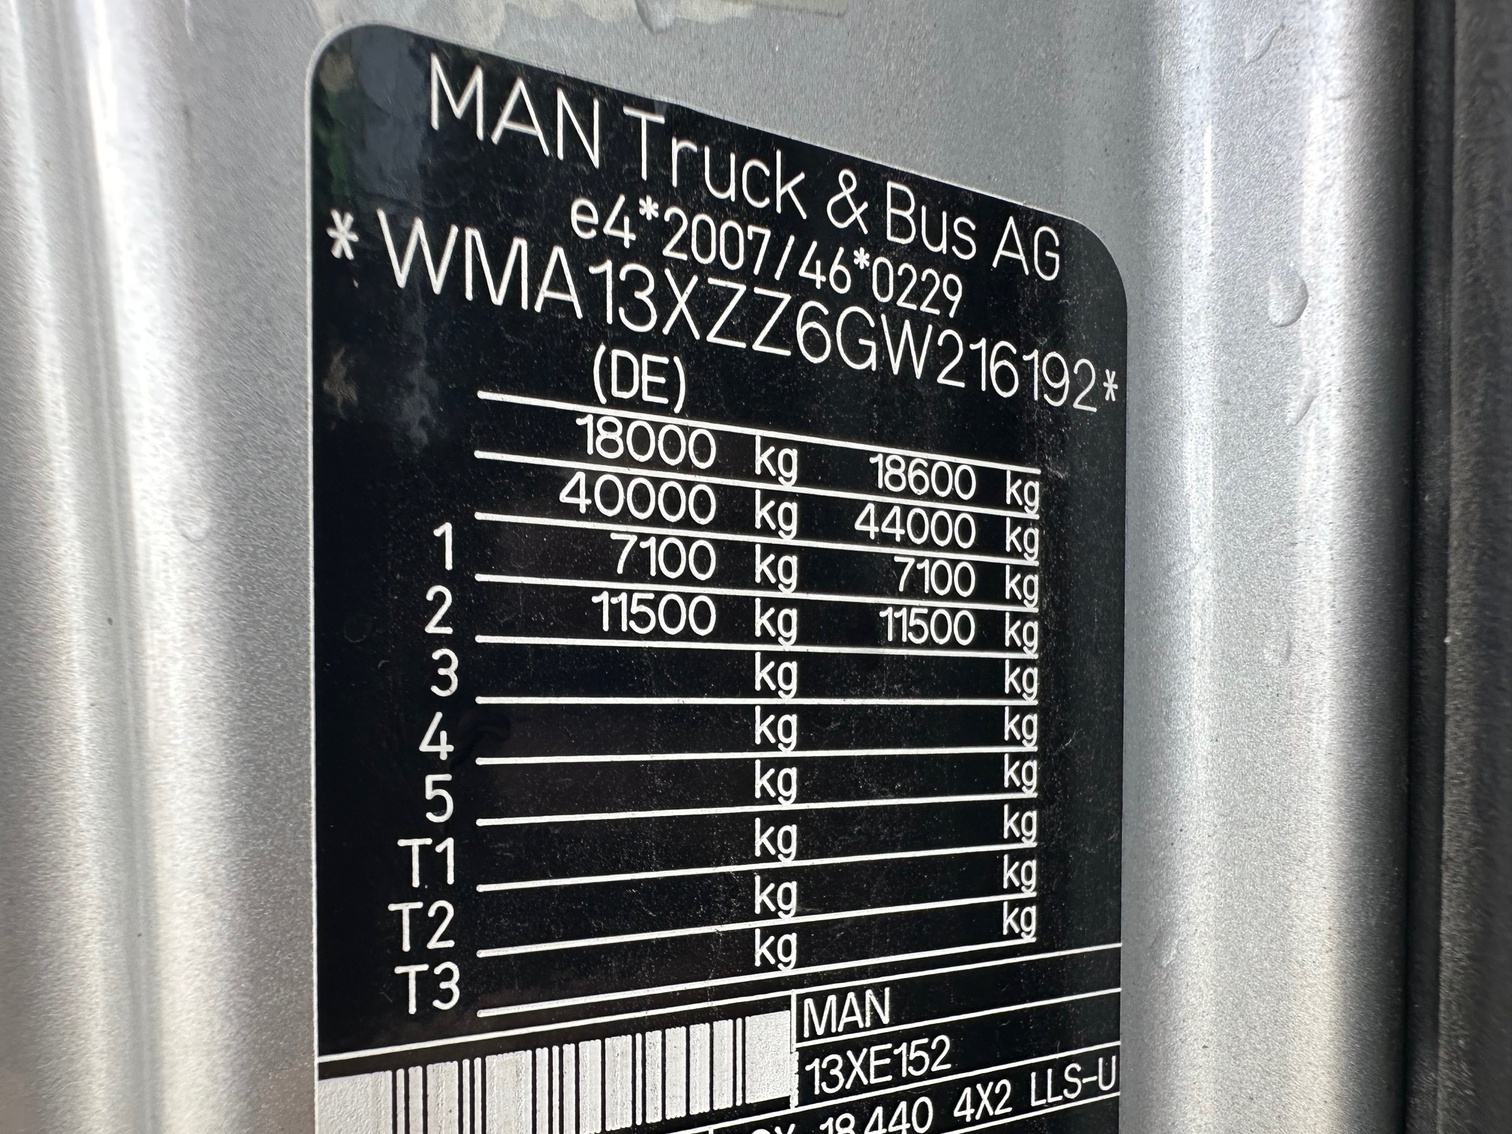 MAN Truck & Bus AG
e4*2007/46*0229
*WMA13XZZ6GW216192*
(DE)
18000 kg 18600 kg
40000 kg 44000 kg
1 7100 kg 7100 kg
2 11500 kg 11500 kg
3 kg kg
4 kg kg
5 kg kg
T1 kg kg
T2 kg kg
T3 kg kg
MAN
13XE152
18.440 4X2 LLS-U